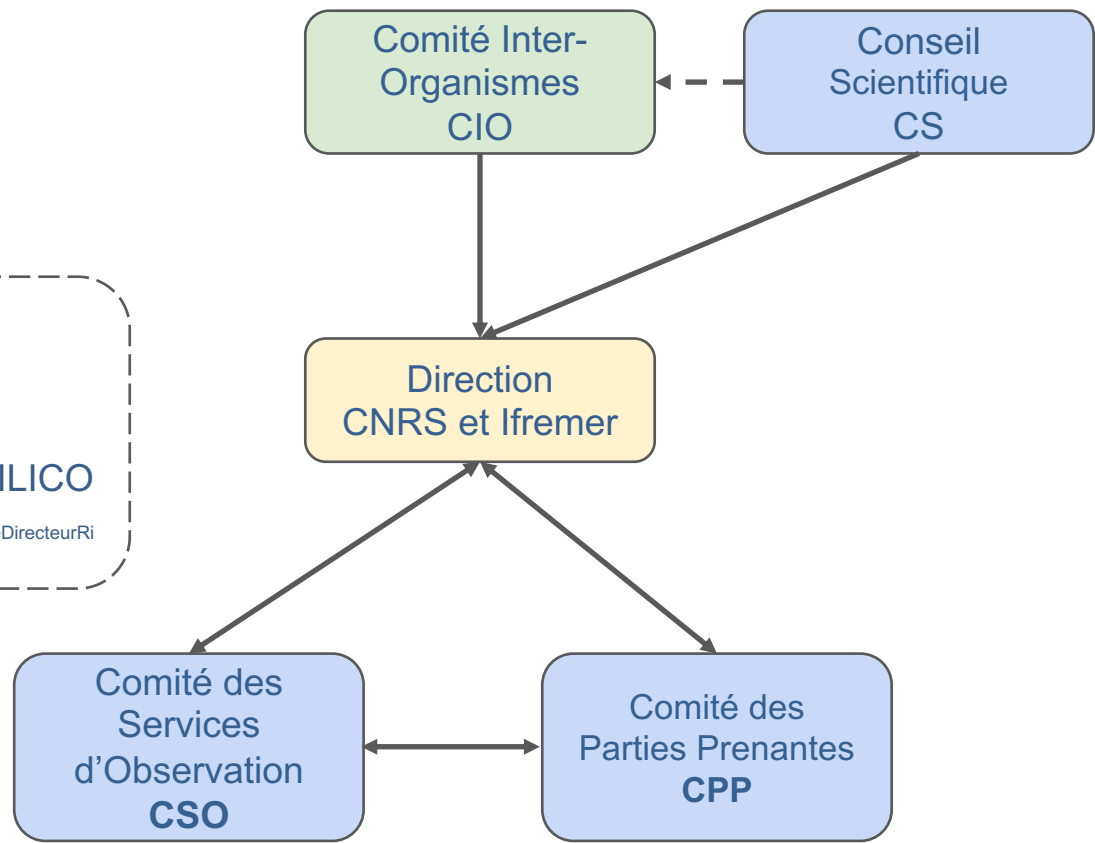 Comité Inter-
Organismes
CIO
Conseil
Scientifique
CS
Direction
CNRS et Ifremer
ILICO
DirecteurRi
Comité des
Services
d’Observation
CSO
Comité des
Parties Prenantes
CPP